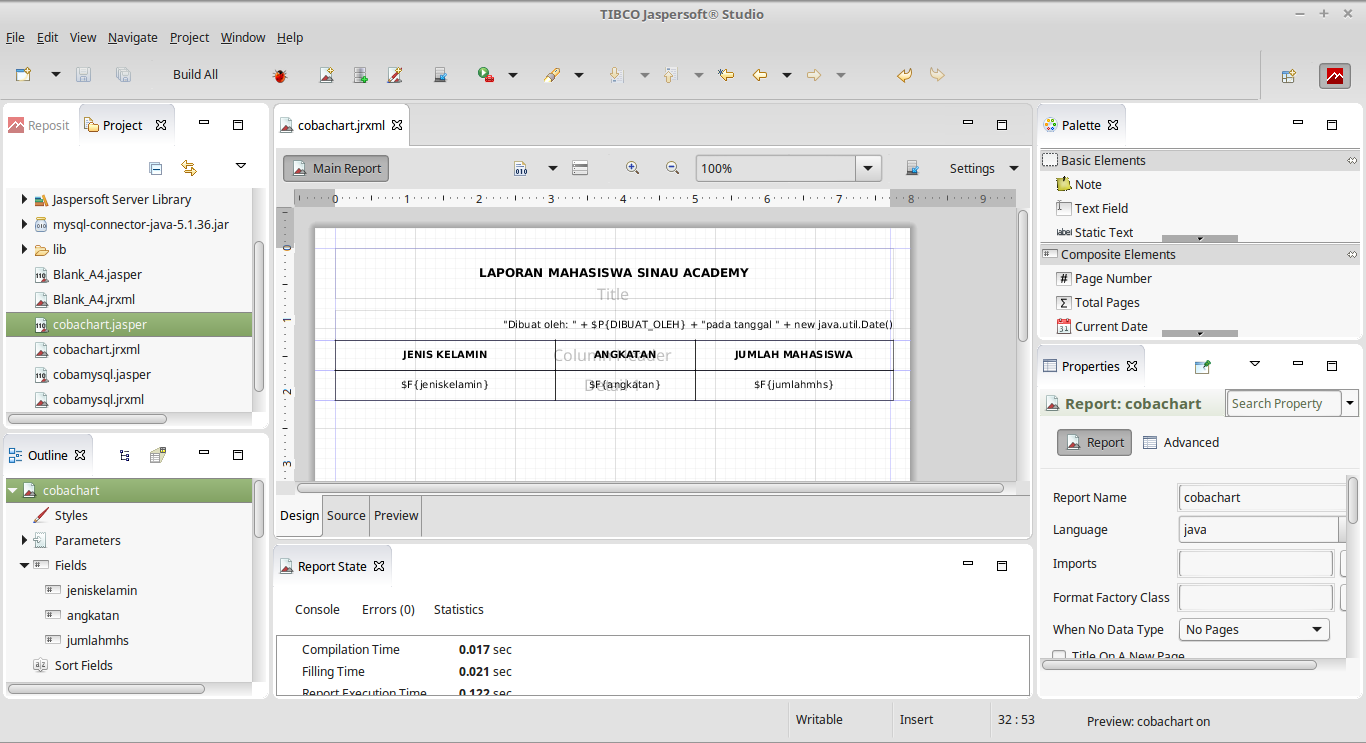 TIBCO Jaspersoft® Studio
File Edit View Navigate Project Window Help
Build All
Reposit
Project
Jaspersoft Server Library
mysql-connector-java-5.1.36.jar
lib
Blank_A4.jasper
Blank_A4.jrxml
cobachart.jasper
cobachart.jrxml
cobamysql.jasper
cobamysql.jrxml
Outline
cobachart
Styles
Parameters
Fields
jeniskelamin
angkatan
jumlahmhs
Sort Fields
cobachart.jrxml
Main Report
100%
Settings
0 1 2 3 4 5 6 7 8 9
0
1
2
3
LAPORAN MAHASISWA SINAU ACADEMY
Title
"Dibuat oleh: " + $P{DIBUAT_OLEH} + "pada tanggal " + new java.util.Date()
Column Header
JENIS KELAMIN ANGKATAN JUMLAH MAHASISWA
$F{jeniskelamin} $F{angkatan} $F{jumlahmhs}
Design Source Preview
Report State
Console Errors (0) Statistics
Compilation Time 0.017 sec
Filling Time 0.021 sec
Report Execution Time 0.122 sec
Palette
Basic Elements
Note
Text Field
label Static Text
Composite Elements
# Page Number
Σ Total Pages
Current Date
Properties
Report: cobachart
Search Property
Report Advanced
Report Name cobachart
Language java
Imports
Format Factory Class
When No Data Type No Pages
Title On A New Page
Writable Insert 32 : 53 Preview: cobachart on